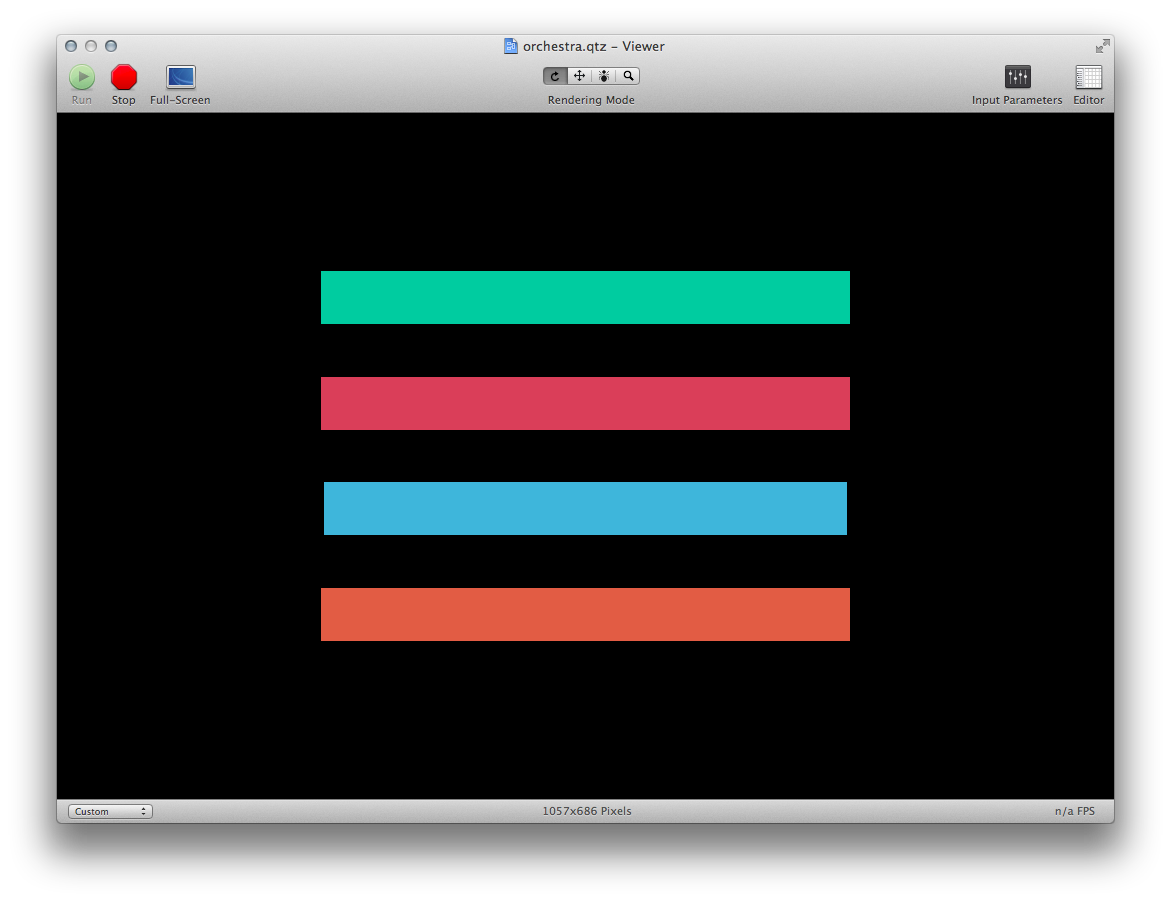 orchestra.qtz – Viewer
Run Stop Full-Screen Rendering Mode Input Parameters Editor
Custom 1057x686 Pixels n/a FPS